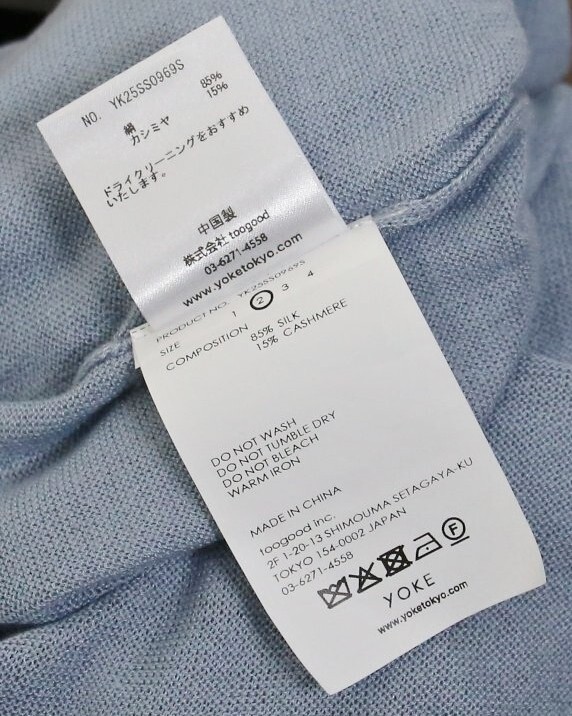 NO. YK25SS0969S
絹 85%
カシミヤ 15%
ドライクリーニングをおすすめ
いたします。
中国製
株式会社 toogood
03-6271-4558
www.yoketokyo.com
PRODUCT NO. YK25SS0969S
SIZE 1 2 3 4
COMPOSITION 85% SILK
15% CASHMERE
DO NOT WASH
DO NOT TUMBLE DRY
DO NOT BLEACH
WARM IRON
MADE IN CHINA
toogood inc.
2F 1-20-13 SHIMOUMA SETAGAYA-KU
TOKYO 154-0002 JAPAN
03-6271-4558
F
YOKE
www.yoketokyo.com